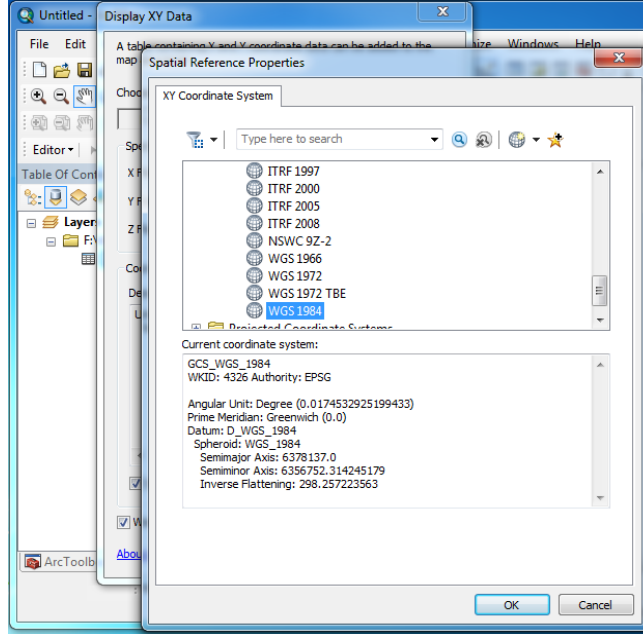 Untitled -
Display XY Data
File Edit
Windows Help
A table containing X and Y coordinate data can be added to the
map
Spatial Reference Properties
XY Coordinate System
Type here to search
Editor
Table Of Cont
ITRF 1997
ITRF 2000
ITRF 2005
ITRF 2008
NSWC 9Z-2
WGS 1966
WGS 1972
WGS 1972 TBE
WGS 1984
Projected Coordinate Systems
Layer
Current coordinate system:
GCS_WGS_1984
WKID: 4326 Authority: EPSG
Angular Unit: Degree (0.0174532925199433)
Prime Meridian: Greenwich (0.0)
Datum: D_WGS_1984
Spheroid: WGS_1984
Semimajor Axis: 6378137.0
Semiminor Axis: 6356752.314245179
Inverse Flattening: 298.257223563
Abou
ArcToolb
OK Cancel